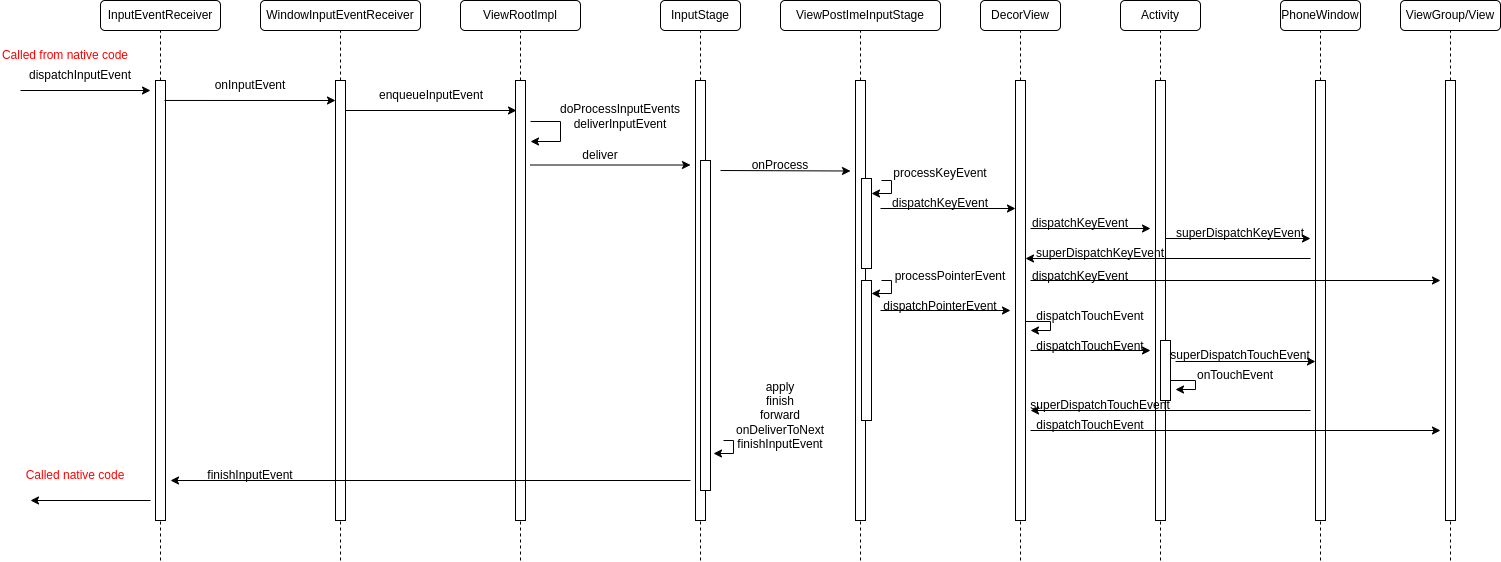 InputEventReceiver
WindowInputEventReceiver
ViewRootImpl
InputStage
ViewPostImeInputStage
DecorView
Activity
PhoneWindow
ViewGroup/View
Called from native code
dispatchInputEvent
onInputEvent
enqueueInputEvent
doProcessInputEvents
deliverInputEvent
deliver
onProcess
processKeyEvent
dispatchKeyEvent
dispatchKeyEvent
superDispatchKeyEvent
superDispatchKeyEvent
dispatchKeyEvent
processPointerEvent
dispatchPointerEvent
dispatchTouchEvent
dispatchTouchEvent
superDispatchTouchEvent
onTouchEvent
superDispatchTouchEvent
dispatchTouchEvent
apply
finish
forward
onDeliverToNext
finishInputEvent
finishInputEvent
Called native code